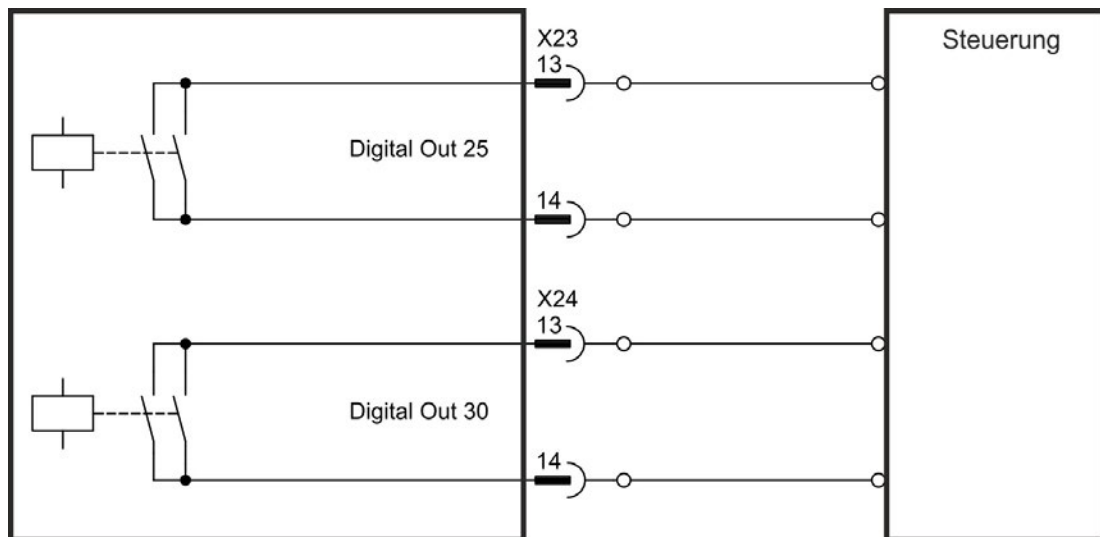 X23
Steuerung
13
Digital Out 25
14
X24
13
Digital Out 30
14